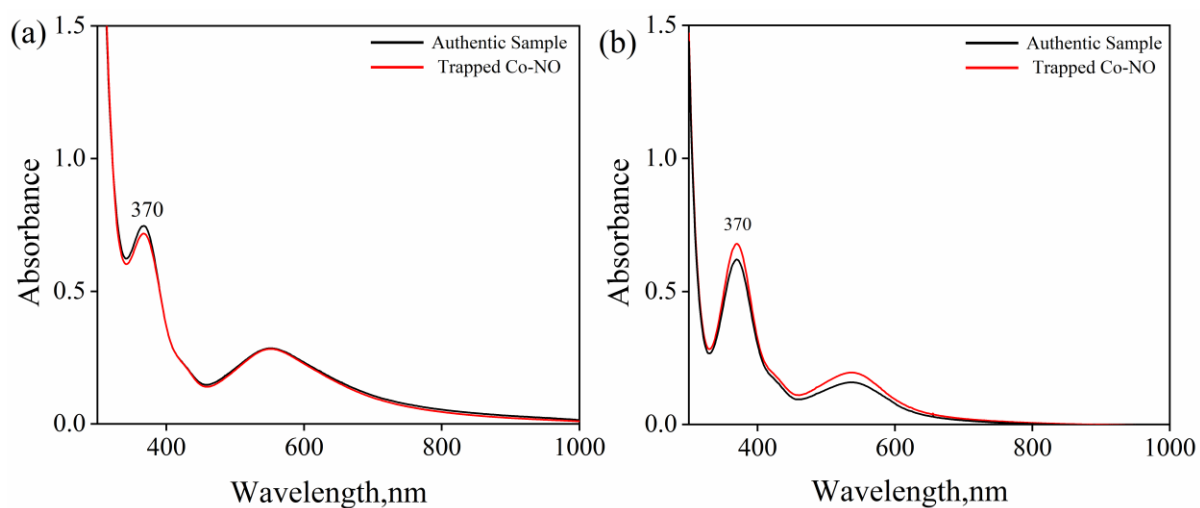 (a)
Authentic Sample
Trapped Co-NO
1.5
1.0
0.5
0.0
370
400
600
800
1000
Absorbance
Wavelength,nm
(b)
Authentic Sample
Trapped Co-NO
1.5
1.0
0.5
0.0
370
400
600
800
1000
Absorbance
Wavelength,nm